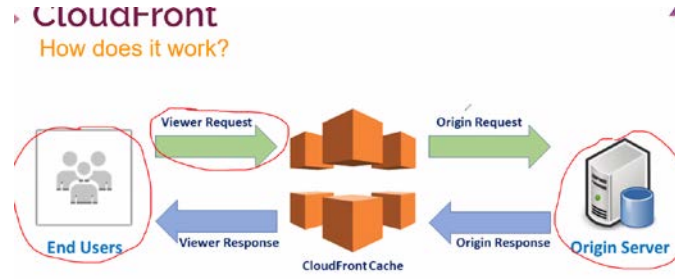 CloudFront
How does it work?
Viewer Request
Origin Request
End Users
Viewer Response
Origin Response
Origin Server
CloudFront Cache